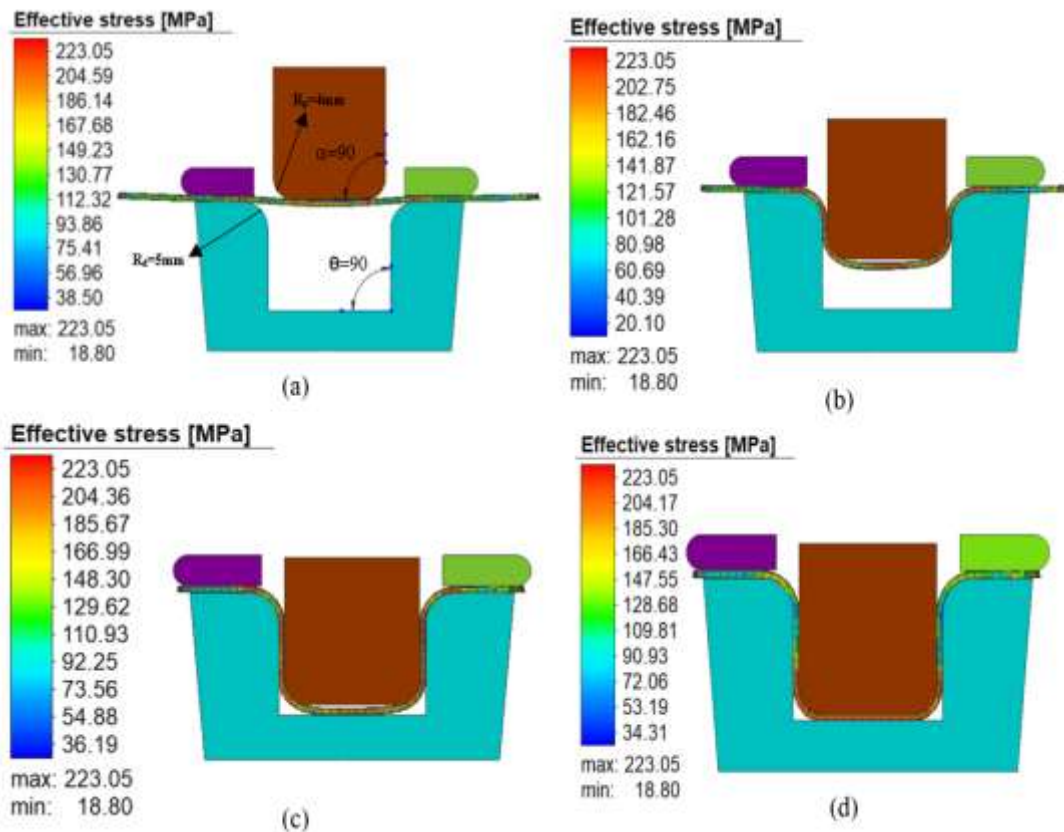 Effective stress [MPa]
223.05
204.59
186.14
167.68
149.23
130.77
112.32
93.86
75.41
56.96
38.50
max: 223.05
min: 18.80
α=90
R_d=5mm
θ=90
(a)
Effective stress [MPa]
223.05
202.75
182.46
162.16
141.87
121.57
101.28
80.98
60.69
40.39
20.10
max: 223.05
min: 18.80
(b)
Effective stress [MPa]
223.05
204.36
185.67
166.99
148.30
129.62
110.93
92.25
73.56
54.88
36.19
max: 223.05
min: 18.80
(c)
Effective stress [MPa]
223.05
204.17
185.30
166.43
147.55
128.68
109.81
90.93
72.06
53.19
34.31
max: 223.05
min: 18.80
(d)